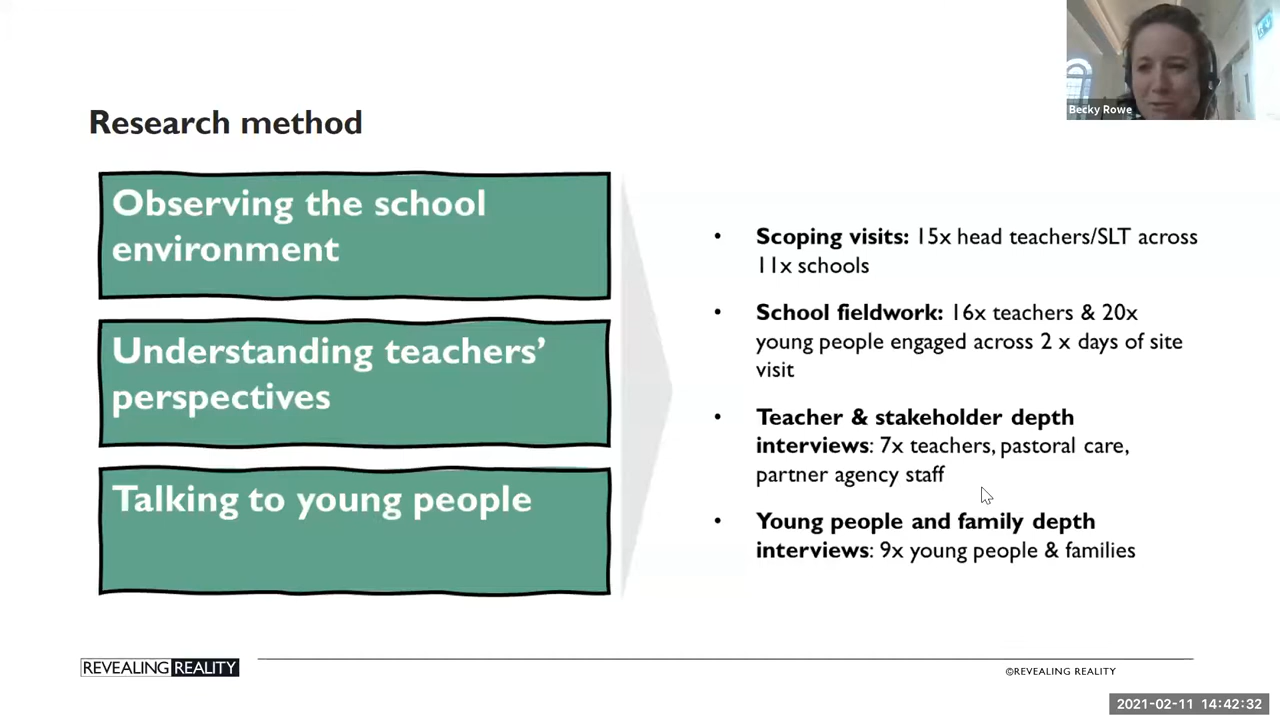 Becky Rowe
Research method
Observing the school
environment
Understanding teachers’
perspectives
Talking to young people
• Scoping visits: 15x head teachers/SLT across
11x schools
• School fieldwork: 16x teachers & 20x
young people engaged across 2 x days of site
visit
• Teacher & stakeholder depth
interviews: 7x teachers, pastoral care,
partner agency staff
• Young people and family depth
interviews: 9x young people & families
REVEALING REALITY
©REVEALING REALITY
2021-02-11 14:42:32